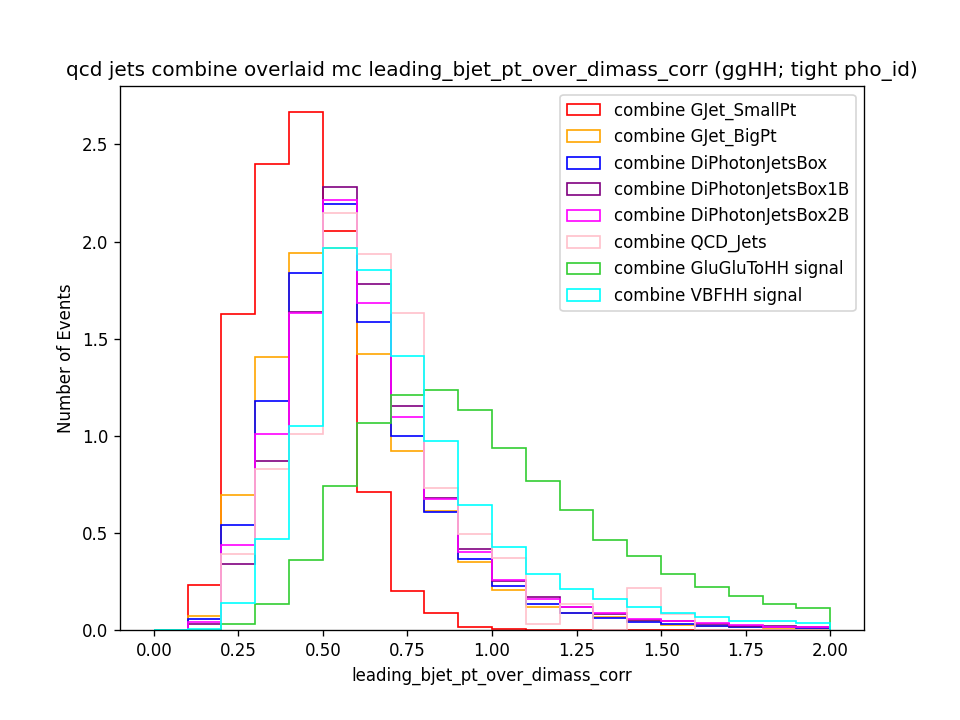 qcd jets combine overlaid mc leading_bjet_pt_over_dimass_corr (ggHH; tight pho_id)
combine GJet_SmallPt
combine GJet_BigPt
combine DiPhotonJetsBox
combine DiPhotonJetsBox1B
combine DiPhotonJetsBox2B
combine QCD_Jets
combine GluGluToHH signal
combine VBFHH signal
Number of Events
2.5
2.0
1.5
1.0
0.5
0.0
0.00 0.25 0.50 0.75 1.00 1.25 1.50 1.75 2.00
leading_bjet_pt_over_dimass_corr